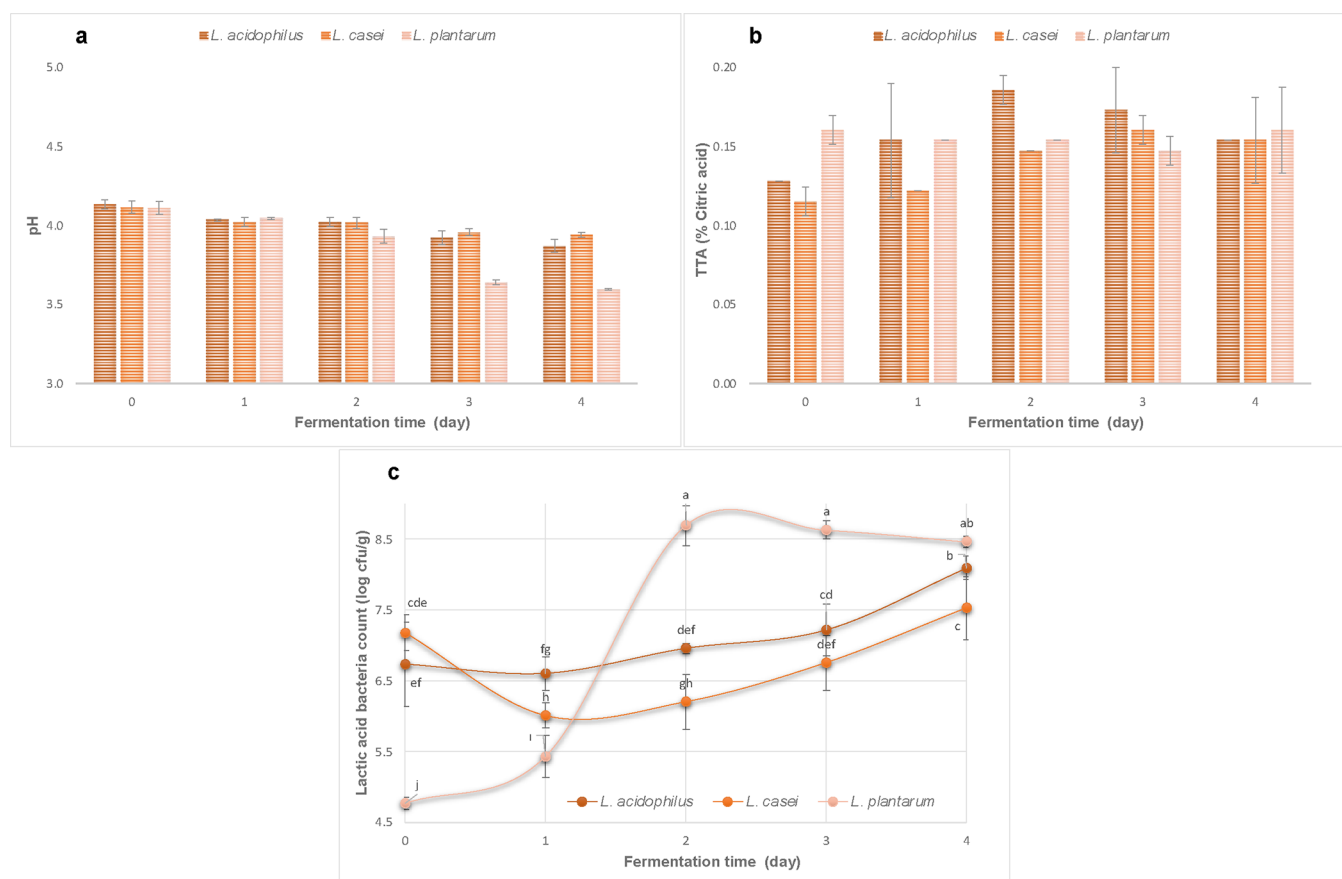 a
L. acidophilus L. casei L. plantarum
5.0
4.5
4.0
3.5
3.0
pH
0 1 2 3 4
Fermentation time (day)
b
L. acidophilus L. casei L. plantarum
0.20
0.15
0.10
0.05
0.00
TTA (% Citric acid)
0 1 2 3 4
Fermentation time (day)
c
Lactic acid bacteria count (log cfu/g)
8.5
7.5
6.5
5.5
4.5
a
a
ab
b
cde
cd
fg
def
def
ef
c
h
gh
ı
j
L. acidophilus L. casei L. plantarum
0 1 2 3 4
Fermentation time (day)